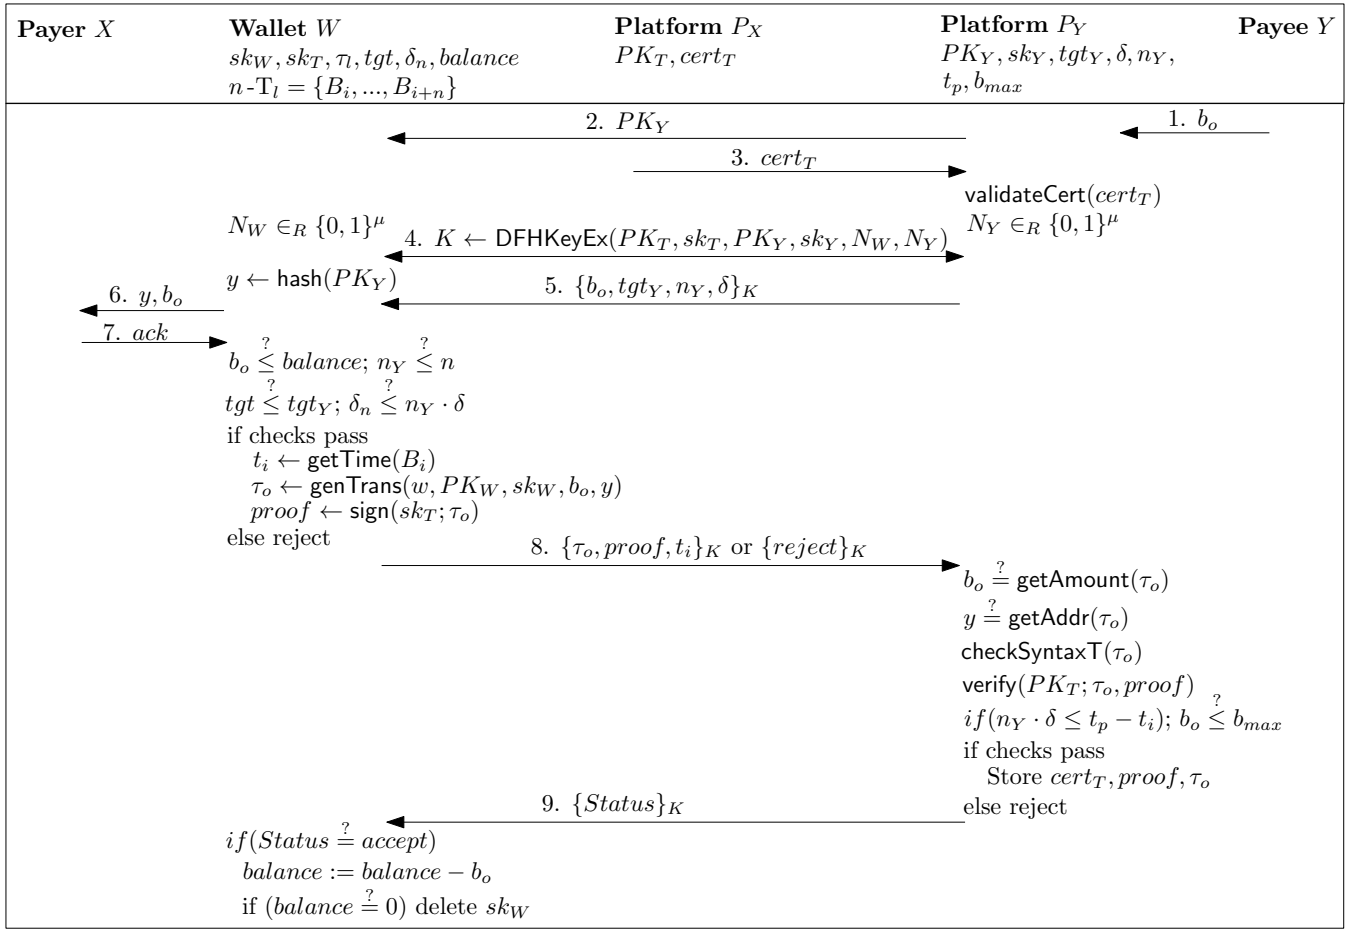 Payer X Wallet W Platform P_X Platform P_Y Payee Y
sk_W, sk_T, τ_l, tgt, δ_n, balance PK_T, cert_T PK_Y, sk_Y, tgt_Y, δ, n_Y,
n-T_l = {B_i, ..., B_{i+n}} t_p, b_{max}
1. b_o
2. PK_Y
3. cert_T
validateCert(cert_T)
N_W ∈_R {0, 1}^μ N_Y ∈_R {0, 1}^μ
4. K ← DFHKeyEx(PK_T, sk_T, PK_Y, sk_Y, N_W, N_Y)
y ← hash(PK_Y)
5. {b_o, tgt_Y, n_Y, δ}_K
6. y, b_o
7. ack
b_o ≤? balance; n_Y ≤? n
tgt ≤? tgt_Y; δ_n ≤? n_Y · δ
if checks pass
t_i ← getTime(B_i)
τ_o ← genTrans(w, PK_W, sk_W, b_o, y)
proof ← sign(sk_T; τ_o)
else reject
8. {τ_o, proof, t_i}_K or {reject}_K
b_o =? getAmount(τ_o)
y =? getAddr(τ_o)
checkSyntaxT(τ_o)
verify(PK_T; τ_o, proof)
if(n_Y · δ ≤ t_p − t_i); b_o ≤? b_{max}
if checks pass
Store cert_T, proof, τ_o
else reject
9. {Status}_K
if(Status =? accept)
balance := balance − b_o
if (balance =? 0) delete sk_W